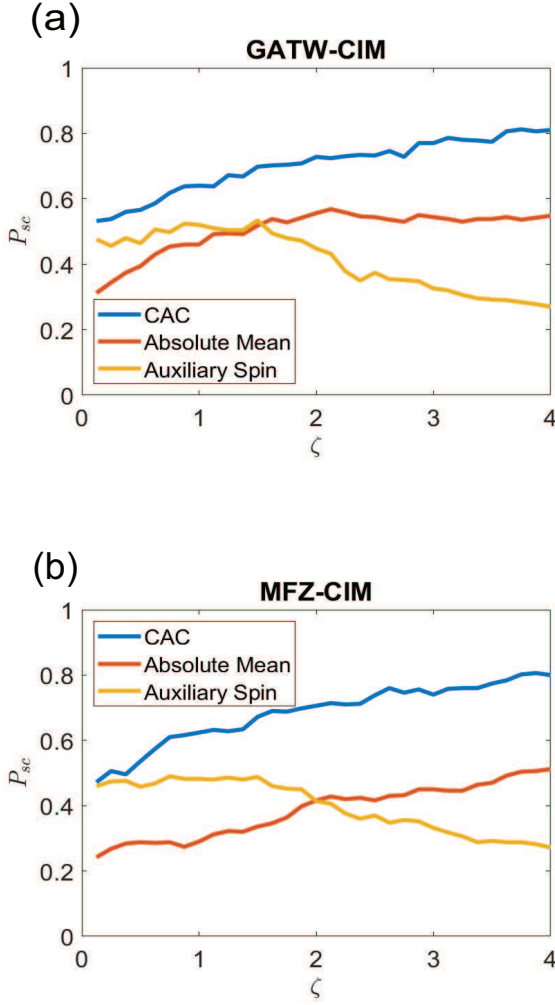 (a)
GATW-CIM
1
0.8
0.6
0.4
0.2
0
P_sc
CAC
Absolute Mean
Auxiliary Spin
0 1 2 3 4
ζ
(b)
MFZ-CIM
1
0.8
0.6
0.4
0.2
0
P_sc
CAC
Absolute Mean
Auxiliary Spin
0 1 2 3 4
ζ